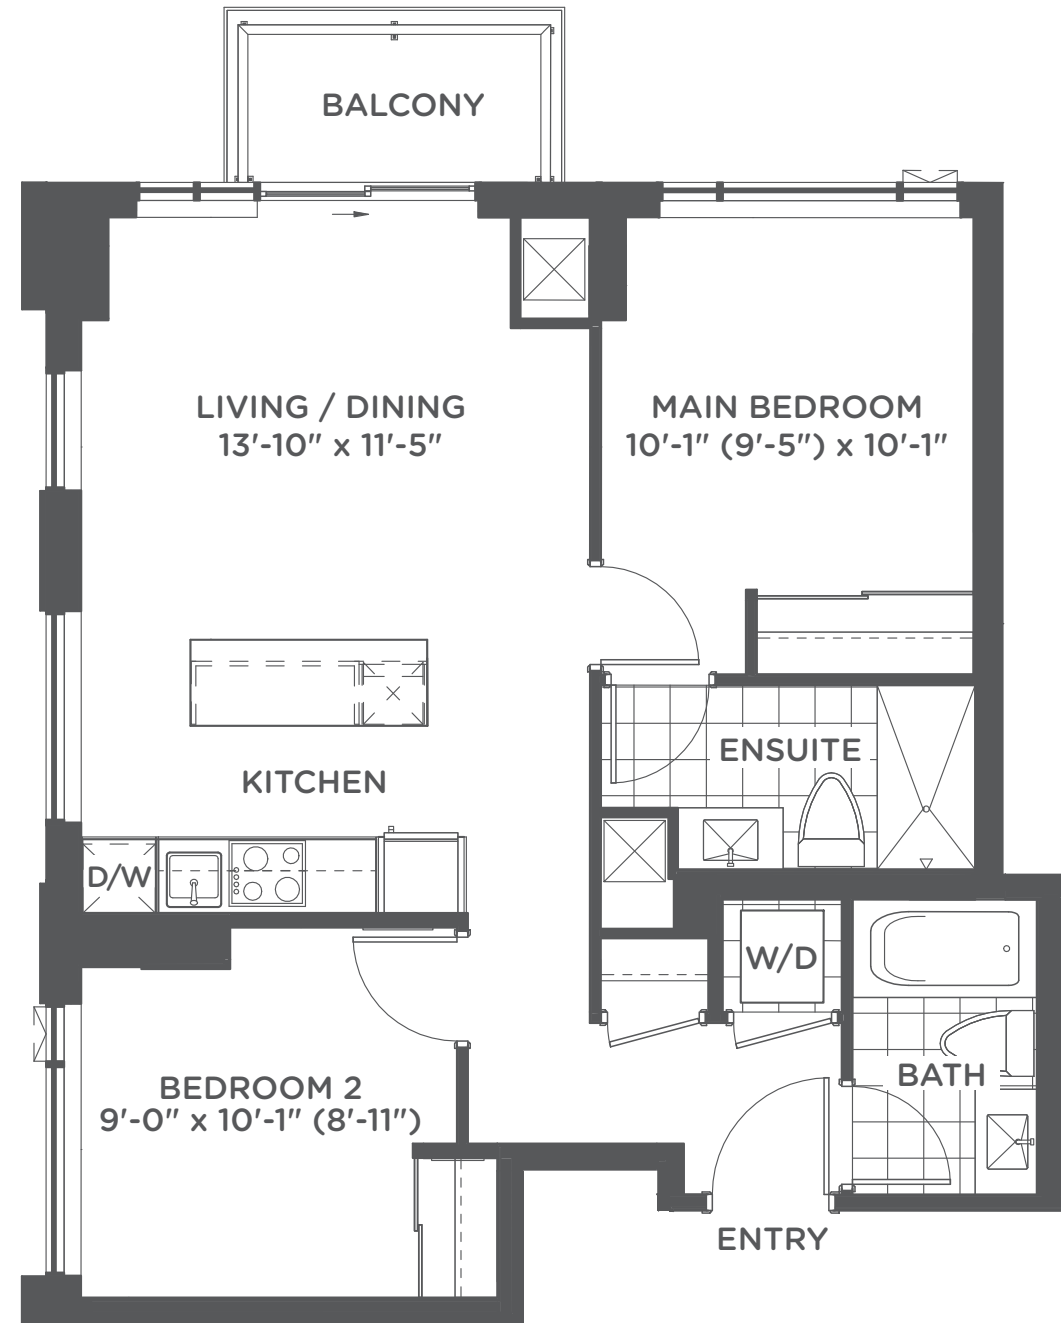 BALCONY
LIVING / DINING
13'-10" x 11'-5"
MAIN BEDROOM
10'-1" (9'-5") x 10'-1"
ENSUITE
KITCHEN
D/W
W/D
BATH
BEDROOM 2
9'-0" x 10'-1" (8'-11")
ENTRY